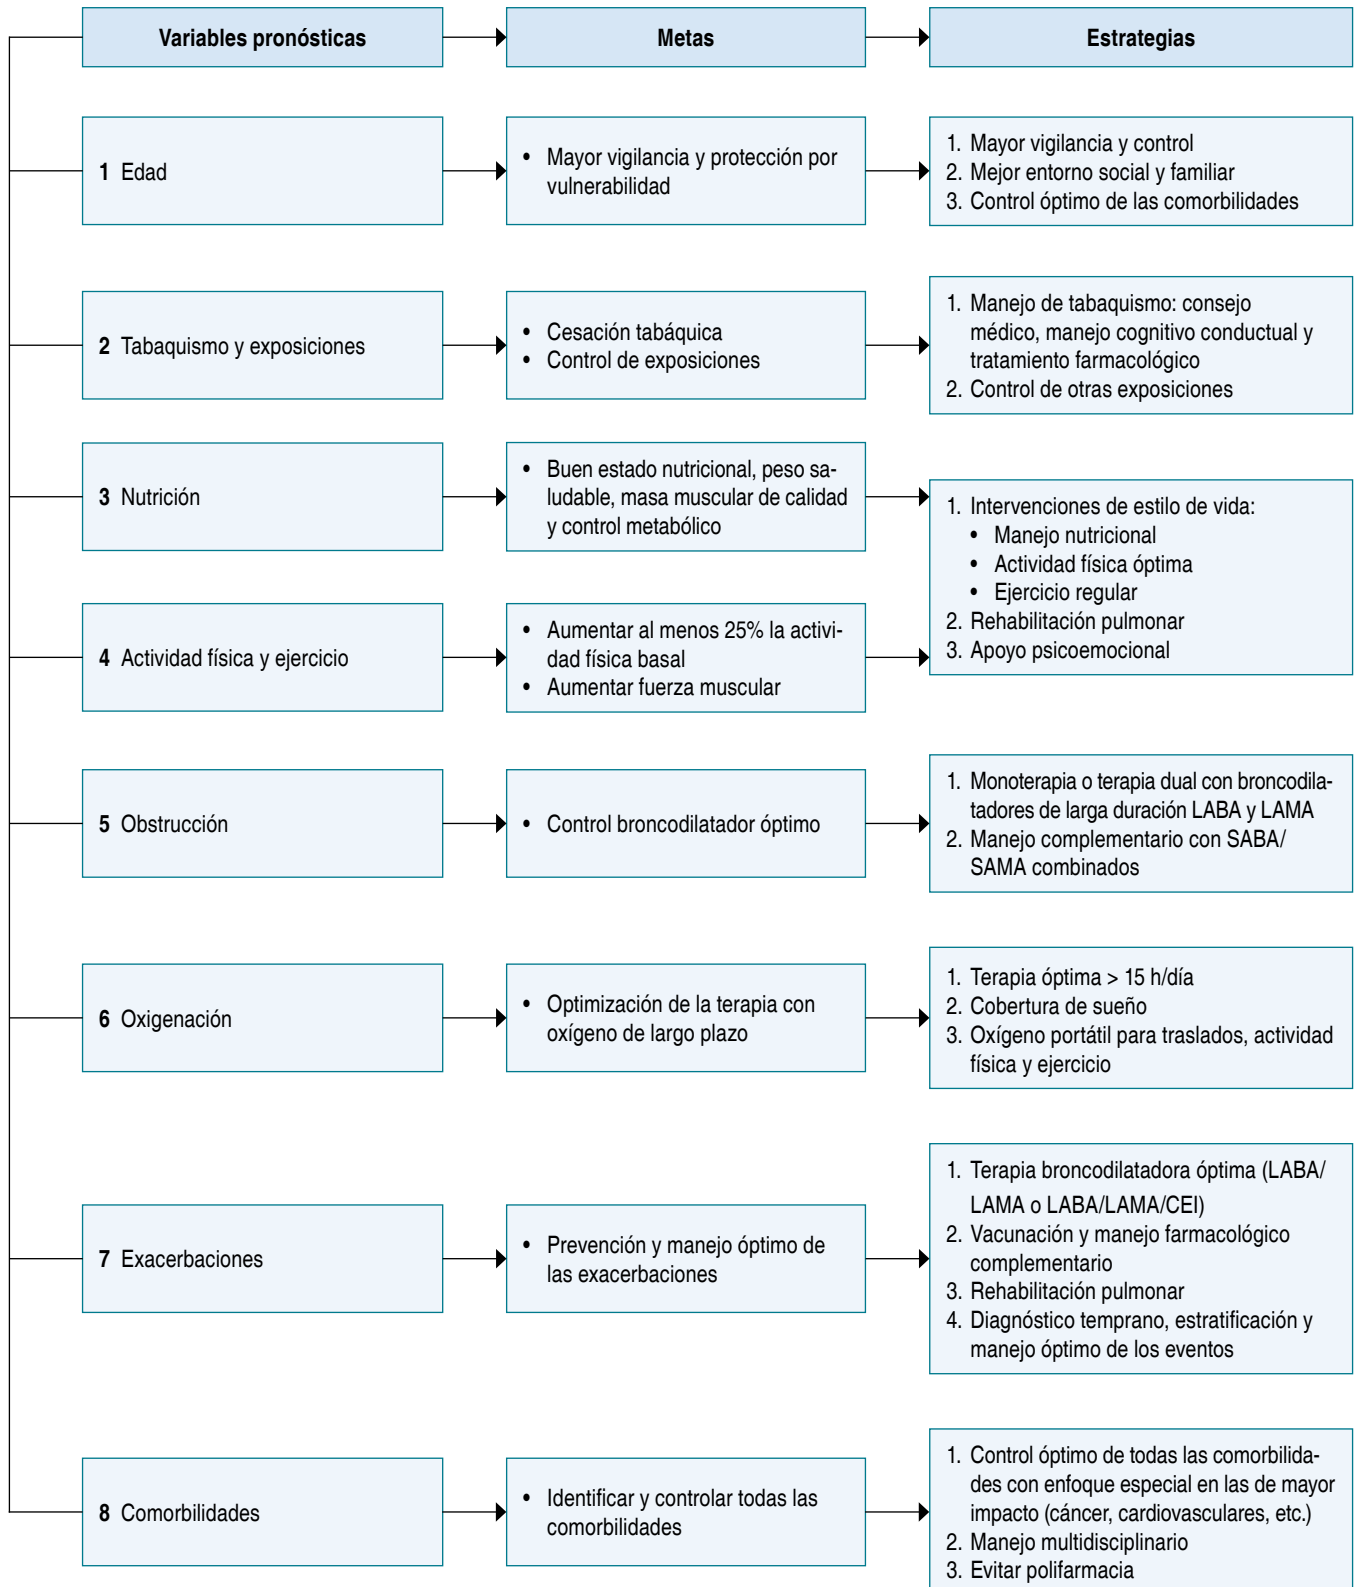 Variables pronósticas
Metas
Estrategias
1 Edad
• Mayor vigilancia y protección por
vulnerabilidad
1. Mayor vigilancia y control
2. Mejor entorno social y familiar
3. Control óptimo de las comorbilidades
2 Tabaquismo y exposiciones
• Cesación tabáquica
• Control de exposiciones
1. Manejo de tabaquismo: consejo
médico, manejo cognitivo conductual y
tratamiento farmacológico
2. Control de otras exposiciones
3 Nutrición
• Buen estado nutricional, peso sa-
ludable, masa muscular de calidad
y control metabólico
4 Actividad física y ejercicio
• Aumentar al menos 25% la activi-
dad física basal
• Aumentar fuerza muscular
1. Intervenciones de estilo de vida:
• Manejo nutricional
• Actividad física óptima
• Ejercicio regular
2. Rehabilitación pulmonar
3. Apoyo psicoemocional
5 Obstrucción
• Control broncodilatador óptimo
1. Monoterapia o terapia dual con broncodila-
tadores de larga duración LABA y LAMA
2. Manejo complementario con SABA/
SAMA combinados
6 Oxigenación
• Optimización de la terapia con
oxígeno de largo plazo
1. Terapia óptima > 15 h/día
2. Cobertura de sueño
3. Oxígeno portátil para traslados, actividad
física y ejercicio
7 Exacerbaciones
• Prevención y manejo óptimo de
las exacerbaciones
1. Terapia broncodilatadora óptima (LABA/
LAMA o LABA/LAMA/CEI)
2. Vacunación y manejo farmacológico
complementario
3. Rehabilitación pulmonar
4. Diagnóstico temprano, estratificación y
manejo óptimo de los eventos
8 Comorbilidades
• Identificar y controlar todas las
comorbilidades
1. Control óptimo de todas las comorbilida-
des con enfoque especial en las de mayor
impacto (cáncer, cardiovasculares, etc.)
2. Manejo multidisciplinario
3. Evitar polifarmacia